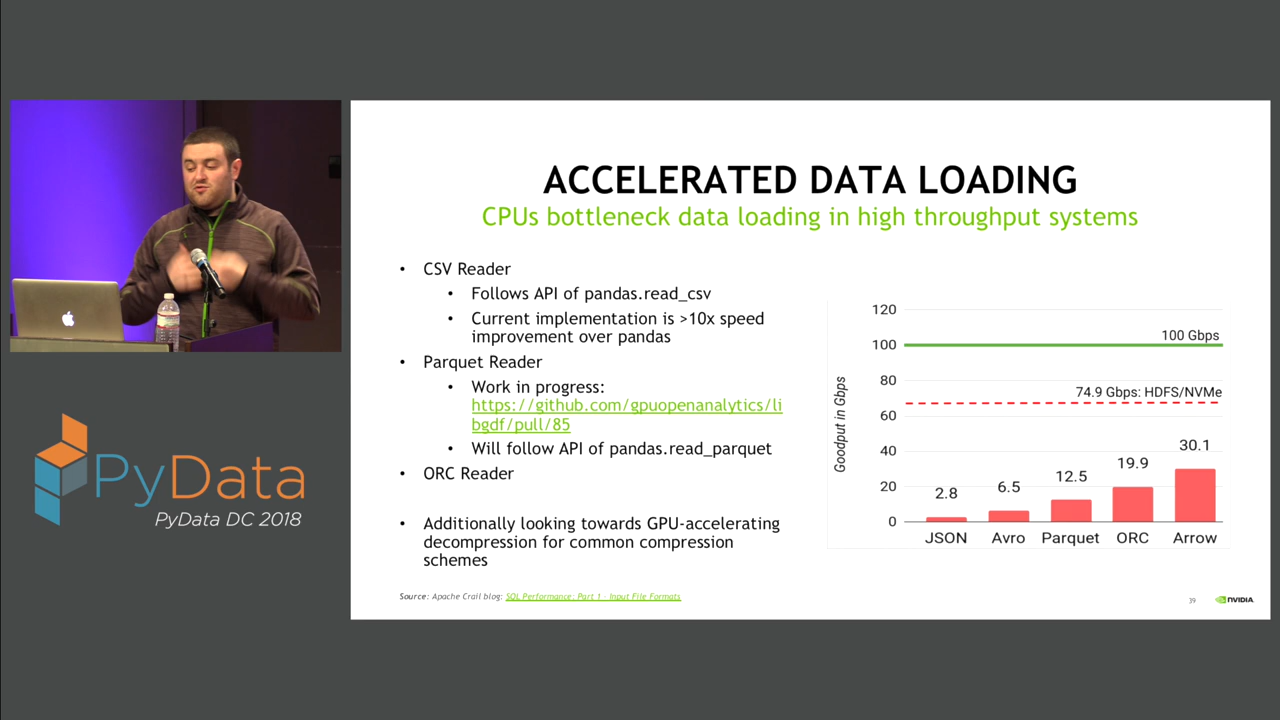 ACCELERATED DATA LOADING
CPUs bottleneck data loading in high throughput systems
• CSV Reader
• Follows API of pandas.read_csv
• Current implementation is >10x speed
improvement over pandas
• Parquet Reader
• Work in progress:
https://github.com/gpuopenanalytics/li
bgdf/pull/85
• Will follow API of pandas.read_parquet
• ORC Reader
• Additionally looking towards GPU-accelerating
decompression for common compression
schemes
Goodput in Gbps
120
100
80
60
40
20
0
100 Gbps
74.9 Gbps: HDFS/NVMe
2.8
6.5
12.5
19.9
30.1
JSON Avro Parquet ORC Arrow
Source: Apache Crail blog: SQL Performance: Part 1 - Input File Formats
39
NVIDIA
PyData
PyData DC 2018